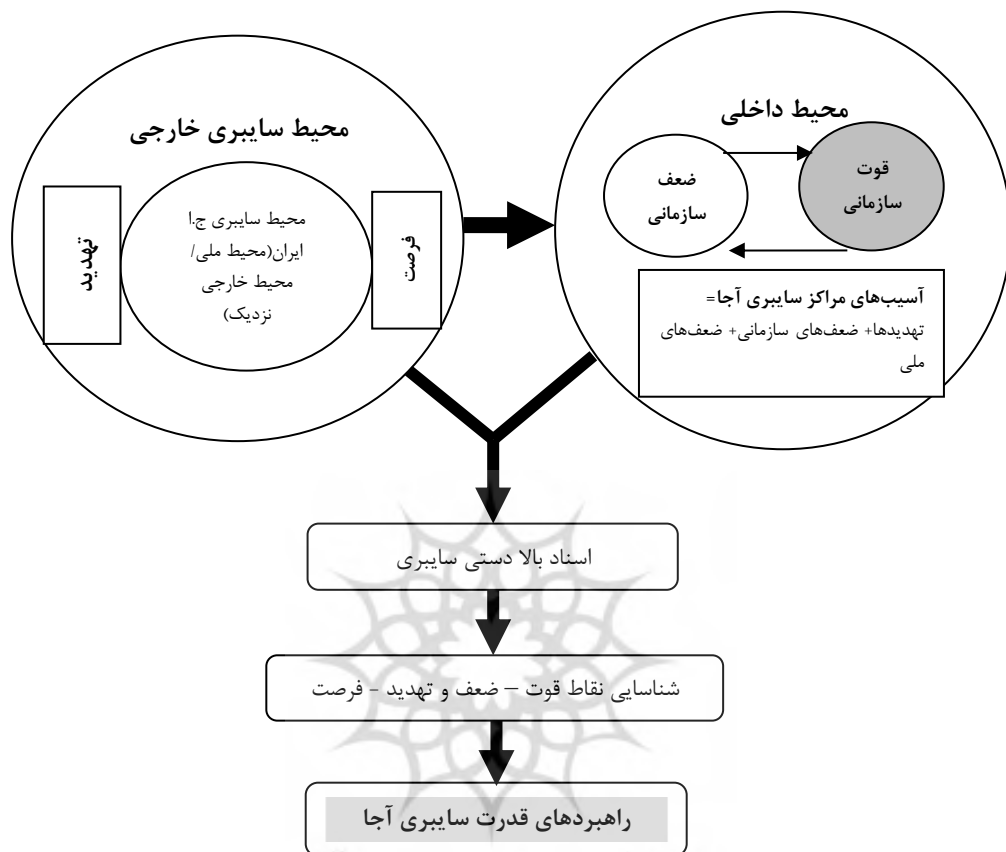 محیط داخلی
قوت
سازمانی
ضعف
سازمانی
آسیب‌های مراکز سایبری آجا=
تهدیدها+ ضعف‌های سازمانی+ ضعف‌های
ملی
محیط سایبری خارجی
فرصت
محیط سایبری ج.ا
ایران(محیط ملی/
محیط خارجی
نزدیک)
تهدید
اسناد بالا دستی سایبری
شناسایی نقاط قوت – ضعف و تهدید - فرصت
راهبردهای قدرت سایبری آجا